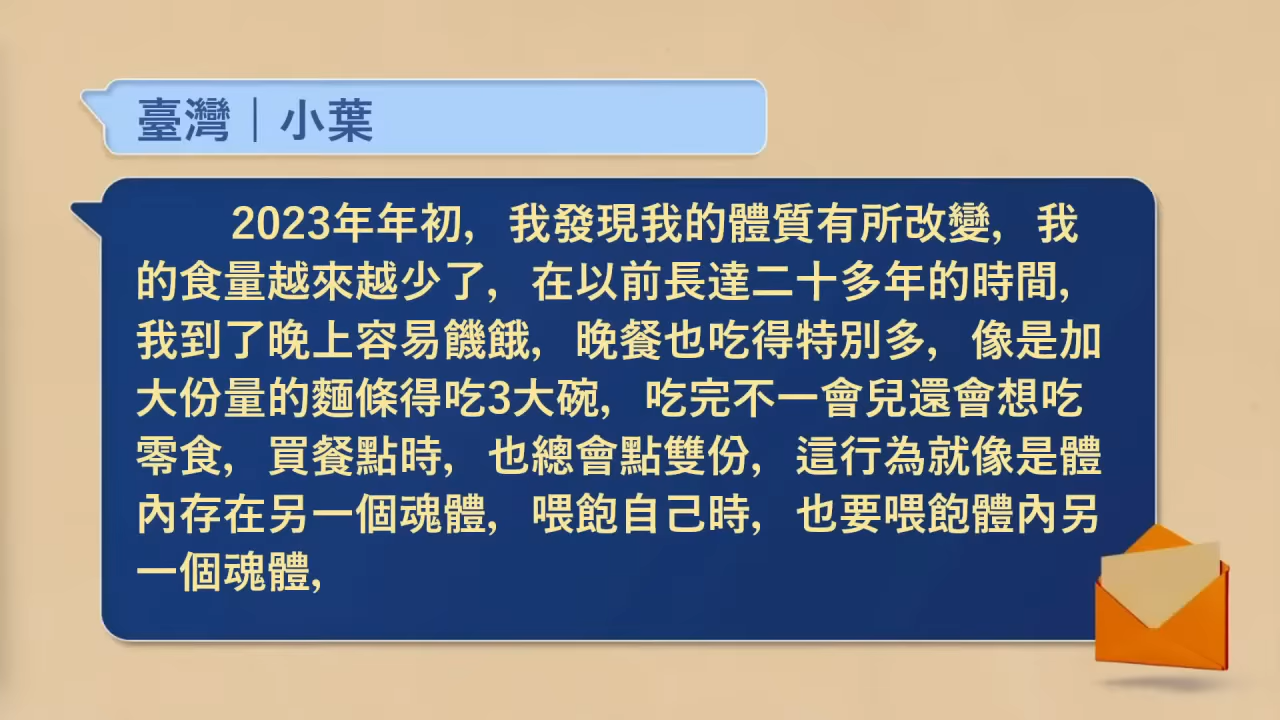 臺灣｜小葉
2023年年初，我發現我的體質有所改變，我
的食量越來越少了，在以前長達二十多年的時間，
我到了晚上容易饑餓，晚餐也吃得特別多，像是加
大份量的麵條得吃3大碗，吃完不一會兒還會想吃
零食，買餐點時，也總會點雙份，這行為就像是體
內存在另一個魂體，喂飽自己時，也要喂飽體內另
一個魂體，